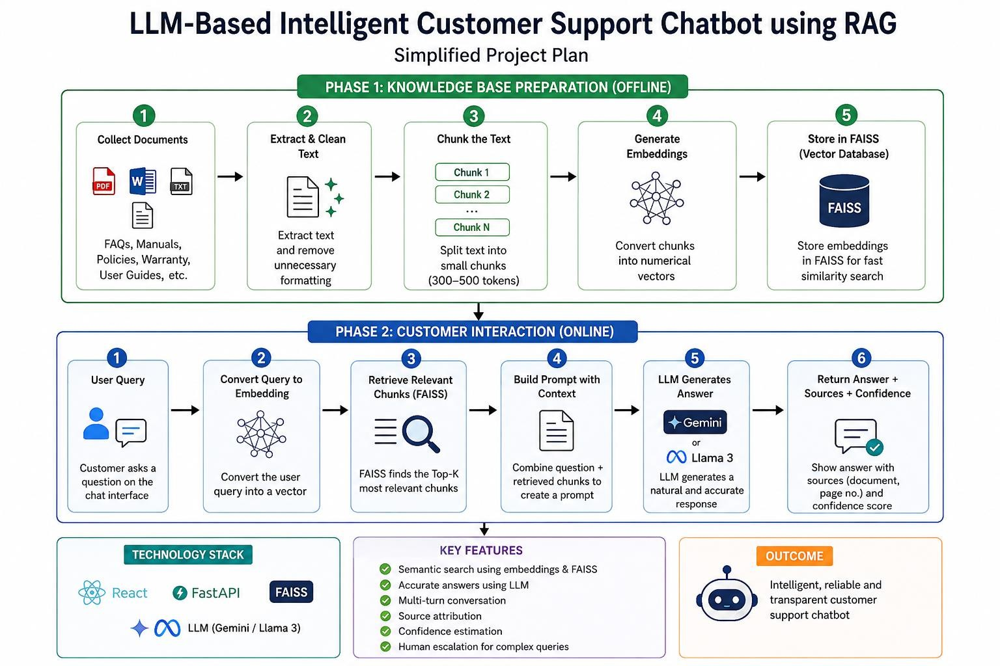 LLM-Based Intelligent Customer Support Chatbot using RAG
Simplified Project Plan
PHASE 1: KNOWLEDGE BASE PREPARATION (OFFLINE)
1
Collect Documents
PDF
W
TXT
FAQs, Manuals,
Policies, Warranty,
User Guides, etc.
2
Extract & Clean
Text
Extract text
and remove
unnecessary
formatting
3
Chunk the Text
Chunk 1
Chunk 2
...
Chunk N
Split text into
small chunks
(300–500 tokens)
4
Generate
Embeddings
Convert chunks
into numerical
vectors
5
Store in FAISS
(Vector Database)
FAISS
Store embeddings
in FAISS for fast
similarity search
PHASE 2: CUSTOMER INTERACTION (ONLINE)
1
User Query
Customer asks a
question on the
chat interface
2
Convert Query to
Embedding
Convert the user
query into a vector
3
Retrieve Relevant
Chunks (FAISS)
FAISS finds the Top-K
most relevant chunks
4
Build Prompt with
Context
Combine question +
retrieved chunks to
create a prompt
5
LLM Generates
Answer
Gemini
or
Llama 3
LLM generates a
natural and accurate
response
6
Return Answer +
Sources + Confidence
Show answer with
sources (document,
page no.) and
confidence score
TECHNOLOGY STACK
React
FastAPI
FAISS
LLM (Gemini / Llama 3)
KEY FEATURES
Semantic search using embeddings & FAISS
Accurate answers using LLM
Multi-turn conversation
Source attribution
Confidence estimation
Human escalation for complex queries
OUTCOME
Intelligent, reliable and
transparent customer
support chatbot